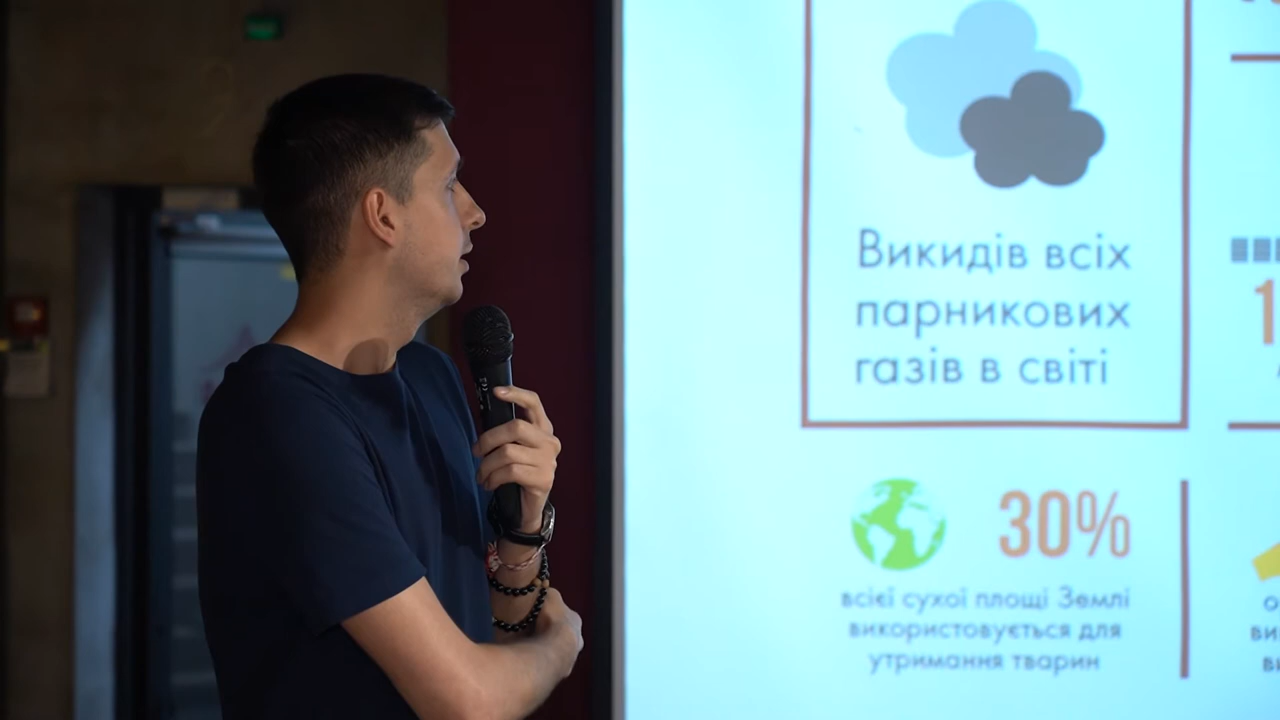 Викидів всіх
парникових
газів в світі
30%
всієї сухої площі Землі
використовується для
утримання тварин